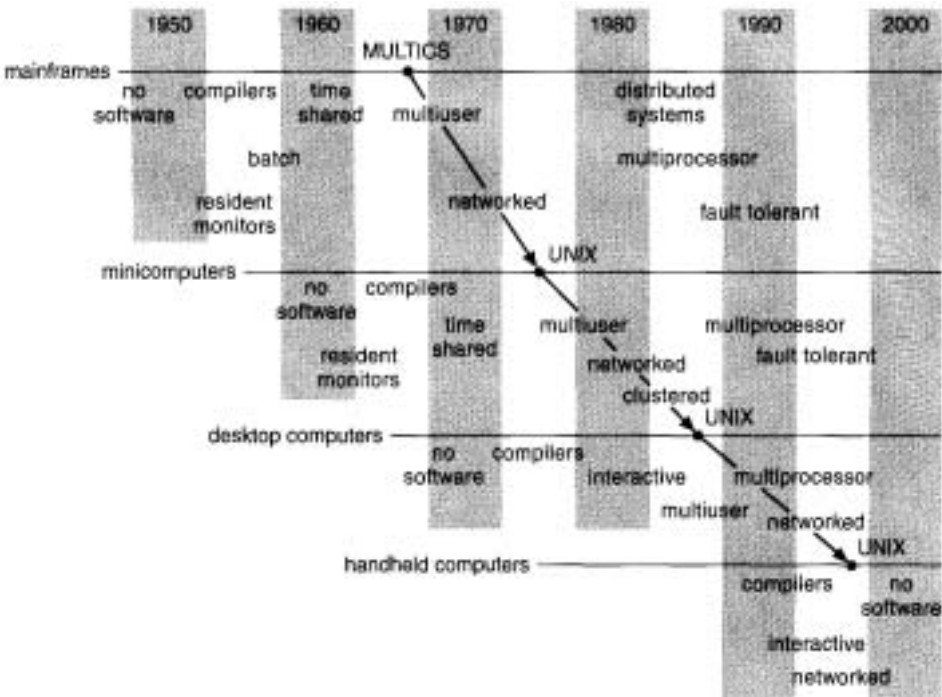 1950 1960 1970 1980 1990 2000
MULTICS
mainframes
no compilers time distributed
software shared multiuser systems
batch multiprocessor
resident networked
monitors fault tolerant
UNIX
minicomputers
no compilers
software time multiuser multiprocessor
resident shared fault tolerant
monitors networked
clustered
UNIX
desktop computers
no compilers
software interactive multiprocessor
multiuser networked
UNIX
handheld computers
compilers no
software
interactive
networked